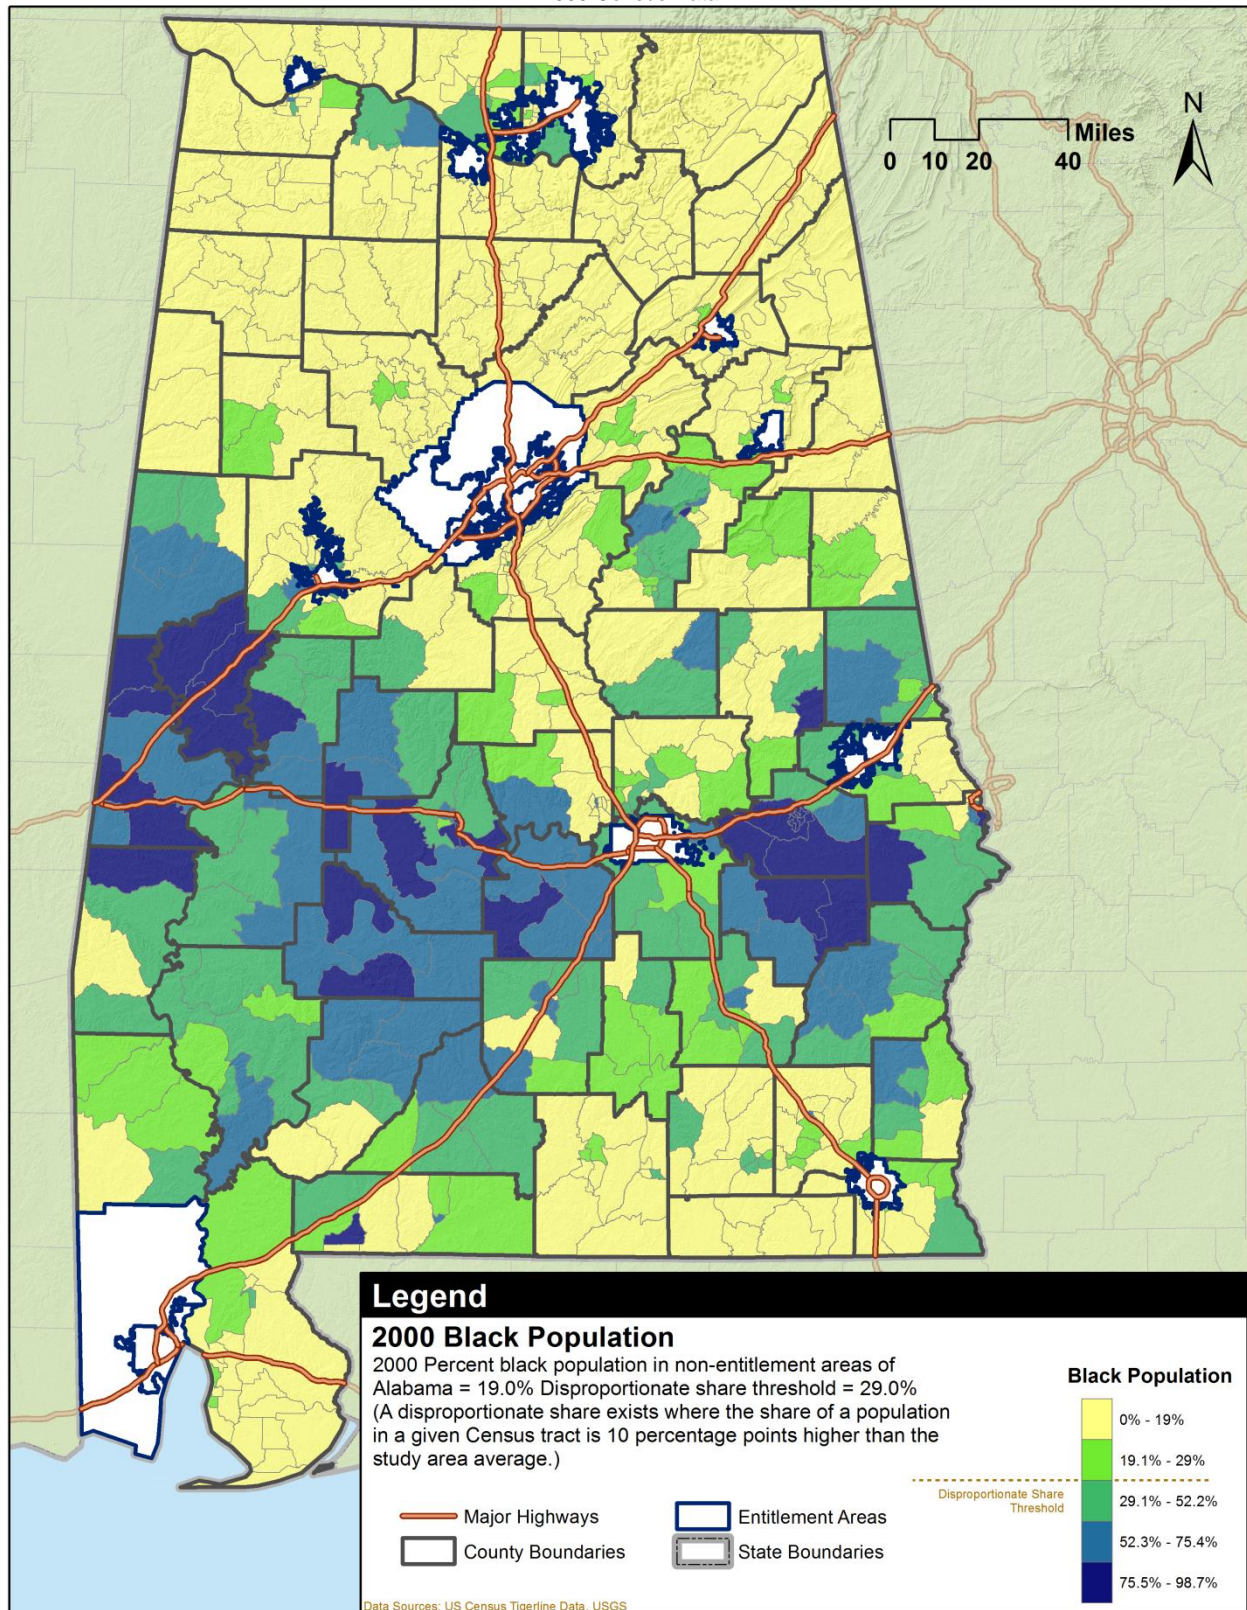 N
Miles
0 10 20 40
Legend
2000 Black Population
2000 Percent black population in non-entitlement areas of
Alabama = 19.0% Disproportionate share threshold = 29.0%
(A disproportionate share exists where the share of a population
in a given Census tract is 10 percentage points higher than the
study area average.)
Major Highways
Entitlement Areas
County Boundaries
State Boundaries
Black Population
0% - 19%
19.1% - 29%
Disproportionate Share
Threshold
29.1% - 52.2%
52.3% - 75.4%
75.5% - 98.7%
Data Sources: US Census Tigerline Data, USGS